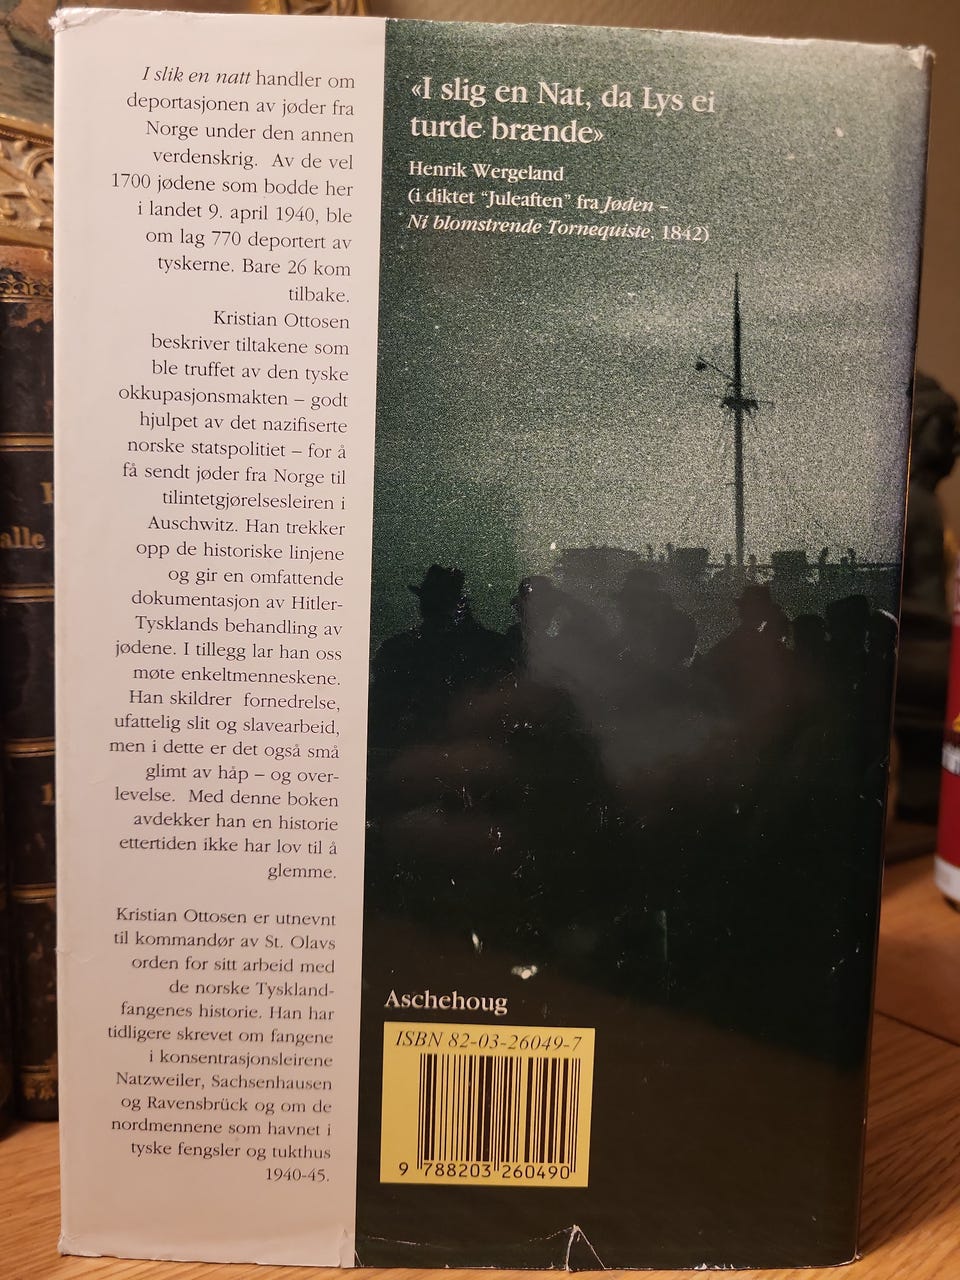 I slik en natt handler om
deportasjonen av jøder fra
Norge under den annen
verdenskrig. Av de vel
1700 jødene som bodde her
i landet 9. april 1940, ble
om lag 770 deportert av
tyskerne. Bare 26 kom
tilbake.
Kristian Ottosen
beskriver tiltakene som
ble truffet av den tyske
okkupasjonsmakten – godt
hjulpet av det nazifiserte
norske statspolitiet – for å
få sendt jøder fra Norge til
tilintetgjørelsesleiren i
Auschwitz. Han trekker
opp de historiske linjene
og gir en omfattende
dokumentasjon av Hitler-
Tysklands behandling av
jødene. I tillegg lar han oss
møte enkeltmenneskene.
Han skildrer fornedrelse,
ufattelig slit og slavearbeid,
men i dette er det også små
glimt av håp – og over-
levelse. Med denne boken
avdekker han en historie
ettertiden ikke har lov til å
glemme.
Kristian Ottosen er utnevnt
til kommandør av St. Olavs
orden for sitt arbeid med
de norske Tyskland-
fangenes historie. Han har
tidligere skrevet om fangene
i konsentrasjonsleirene
Natzweiler, Sachsenhausen
og Ravensbrück og om de
nordmennene som havnet i
tyske fengsler og tukthus
1940-45.
«I slig en Nat, da Lys ei
turde brænde»
Henrik Wergeland
(i diktet "Juleaften" fra Jøden –
Ni blomstrende Tornequiste, 1842)
Aschehoug
ISBN 82-03-26049-7
9 788203 260490
alle